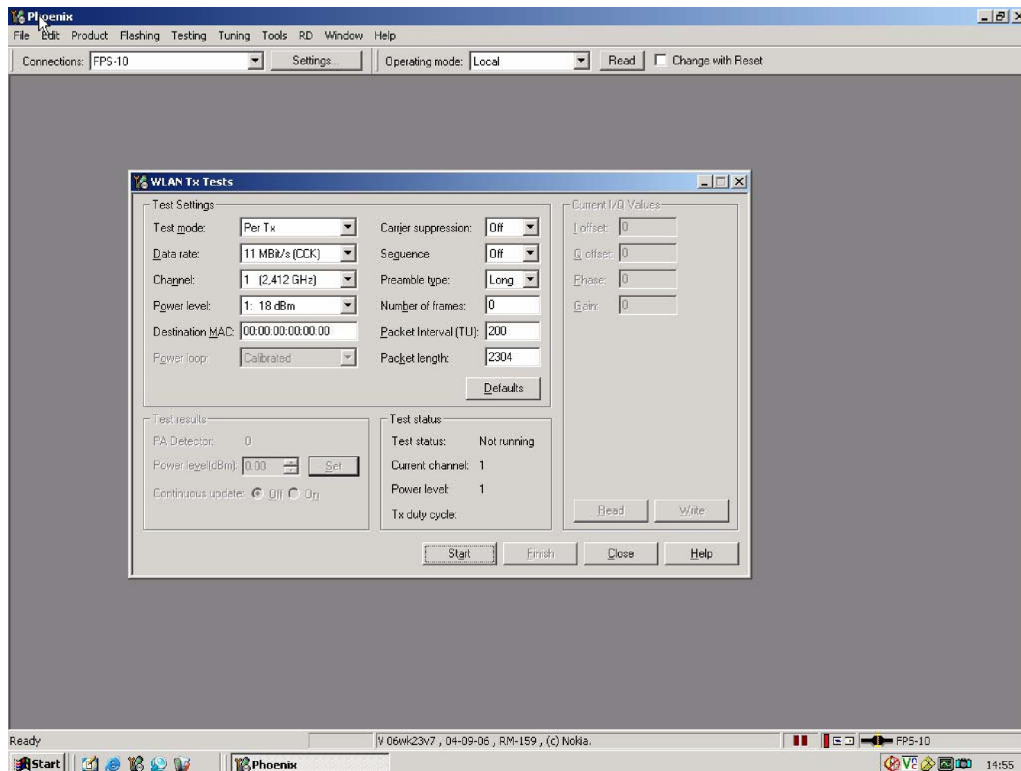 Phoenix
File Edit Product Flashing Testing Tuning Tools RD Window Help
Connections: FPS-10 Settings... Operating mode: Local Read Change with Reset
WLAN Tx Tests
Test Settings
Test mode: Per Tx Carrier suppression: Off
Data rate: 11 MBit/s (CCK) Sequence Off
Channel: 1 (2,412 GHz) Preamble type: Long
Power level: 1: 18 dBm Number of frames: 0
Destination MAC: 00:00:00:00:00:00 Packet Interval (TU): 200
Power loop: Calibrated Packet length: 2304
Defaults
Current I/Q Values
I offset: 0
Q offset: 0
Phase: 0
Gain: 0
Read Write
Test results
PA Detector: 0
Power level(dBm): 0.00 Set
Continuous update: Off On
Test status
Test status: Not running
Current channel: 1
Power level: 1
Tx duty cycle:
Start Finish Close Help
Ready V 06wk23v7 , 04-09-06 , RM-159 , (c) Nokia. FPS-10
Start Phoenix 14:55